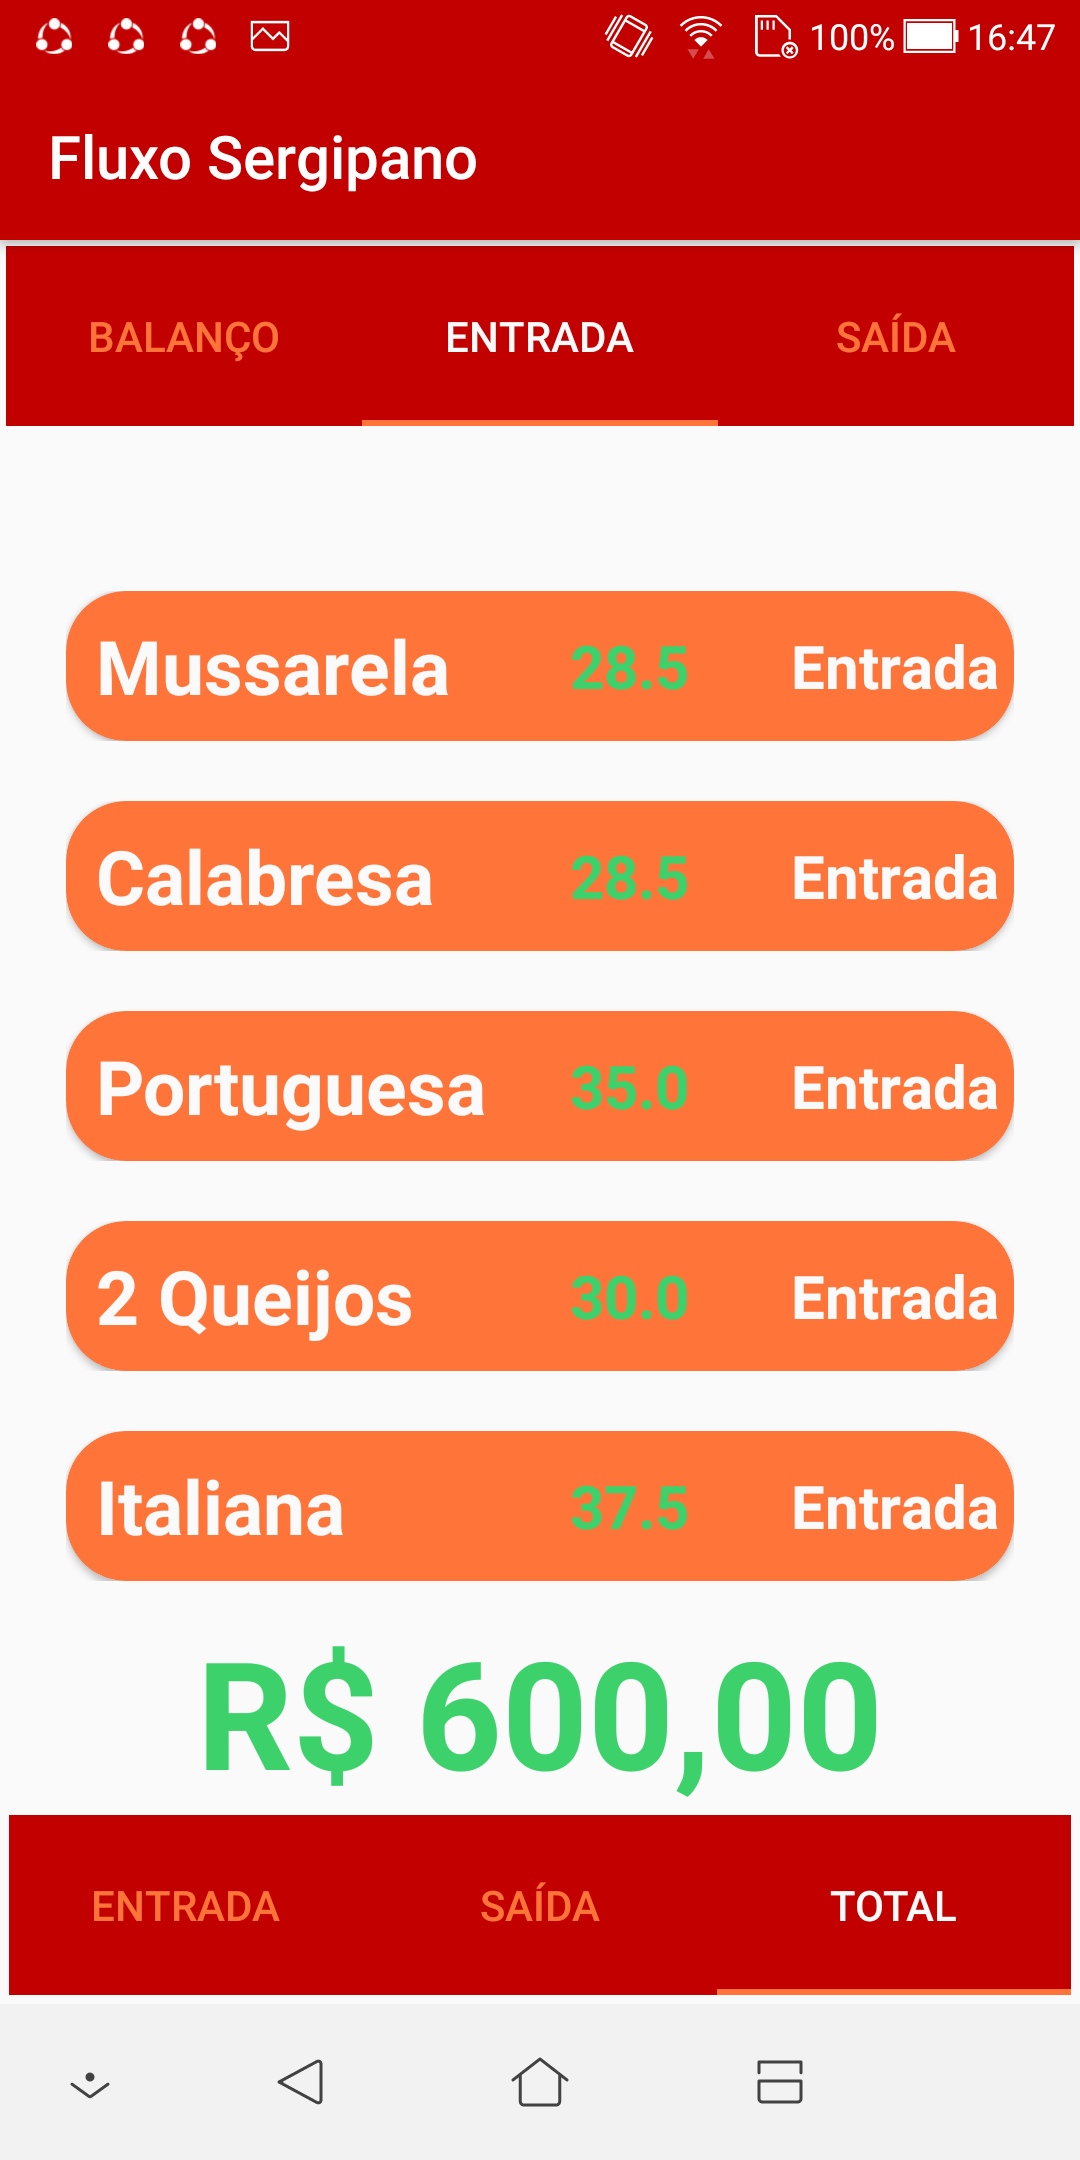 100% 16:47
Fluxo Sergipano
BALANÇO ENTRADA SAÍDA
Mussarela 28.5 Entrada
Calabresa 28.5 Entrada
Portuguesa 35.0 Entrada
2 Queijos 30.0 Entrada
Italiana 37.5 Entrada
R$ 600,00
ENTRADA SAÍDA TOTAL